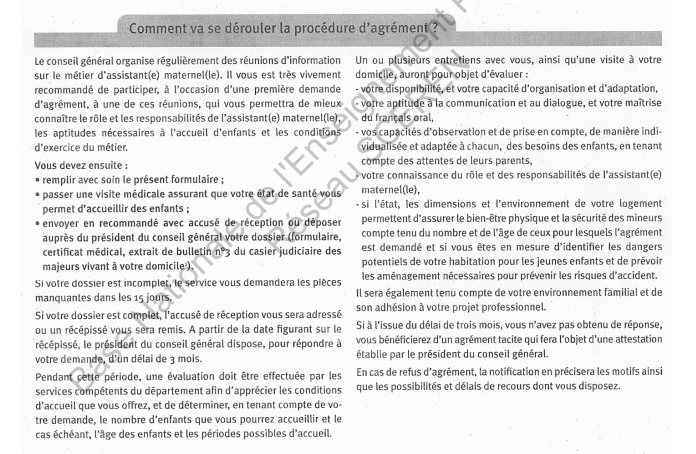 Comment va se dérouler la procédure d'agrément ?
Le conseil général organise régulièrement des réunions d'information
sur le métier d'assistant(e) maternel(le). Il vous est très vivement
recommandé de participer, à l'occasion d'une première demande
d'agrément, à une de ces réunions, qui vous permettra de mieux
connaître le rôle et les responsabilités de l'assistant(e) maternel(le),
les aptitudes nécessaires à l'accueil d'enfants et les conditions
d'exercice du métier.
Vous devez ensuite :
• remplir avec soin le présent formulaire ;
• passer une visite médicale assurant que votre état de santé vous
permet d'accueillir des enfants ;
• envoyer en recommandé avec accusé de réception ou déposer
auprès du président du conseil général votre dossier (formulaire,
certificat médical, extrait de bulletin n°3 du casier judiciaire des
majeurs vivant à votre domicile ).
Si votre dossier est incomplet, le service vous demandera les pièces
manquantes dans les 15 jours.
Si votre dossier est complet, l'accusé de réception vous sera adressé
ou un récépissé vous sera remis. A partir de la date figurant sur le
récépissé, le président du conseil général dispose, pour répondre à
votre demande, d'un délai de 3 mois.
Pendant cette période, une évaluation doit être effectuée par les
services compétents du département afin d'apprécier les conditions
d'accueil que vous offrez, et de déterminer, en tenant compte de vo-
tre demande, le nombre d'enfants que vous pourrez accueillir et le
cas échéant, l'âge des enfants et les périodes possibles d'accueil.
Un ou plusieurs entretiens avec vous, ainsi qu'une visite à votre
domicile, auront pour objet d'évaluer :
- votre disponibilité, et votre capacité d'organisation et d'adaptation,
- votre aptitude à la communication et au dialogue, et votre maîtrise
du français oral,
- vos capacités d'observation et de prise en compte, de manière indi-
vidualisée et adaptée à chacun, des besoins des enfants, en tenant
compte des attentes de leurs parents,
- votre connaissance du rôle et des responsabilités de l'assistant(e)
maternel(le),
- si l'état, les dimensions et l'environnement de votre logement
permettent d'assurer le bien-être physique et la sécurité des mineurs
compte tenu du nombre et de l'âge de ceux pour lesquels l'agrément
est demandé et si vous êtes en mesure d'identifier les dangers
potentiels de votre habitation pour les jeunes enfants et de prévoir
les aménagement nécessaires pour prévenir les risques d'accident.
Il sera également tenu compte de votre environnement familial et de
son adhésion à votre projet professionnel.
Si à l'issue du délai de trois mois, vous n'avez pas obtenu de réponse,
vous bénéficierez d'un agrément tacite qui fera l'objet d'une attestation
établie par le président du conseil général.
En cas de refus d'agrément, la notification en précisera les motifs ainsi
que les possibilités et délais de recours dont vous disposez.
Base Nationale de l'Enseignement
Réseau SCEREN